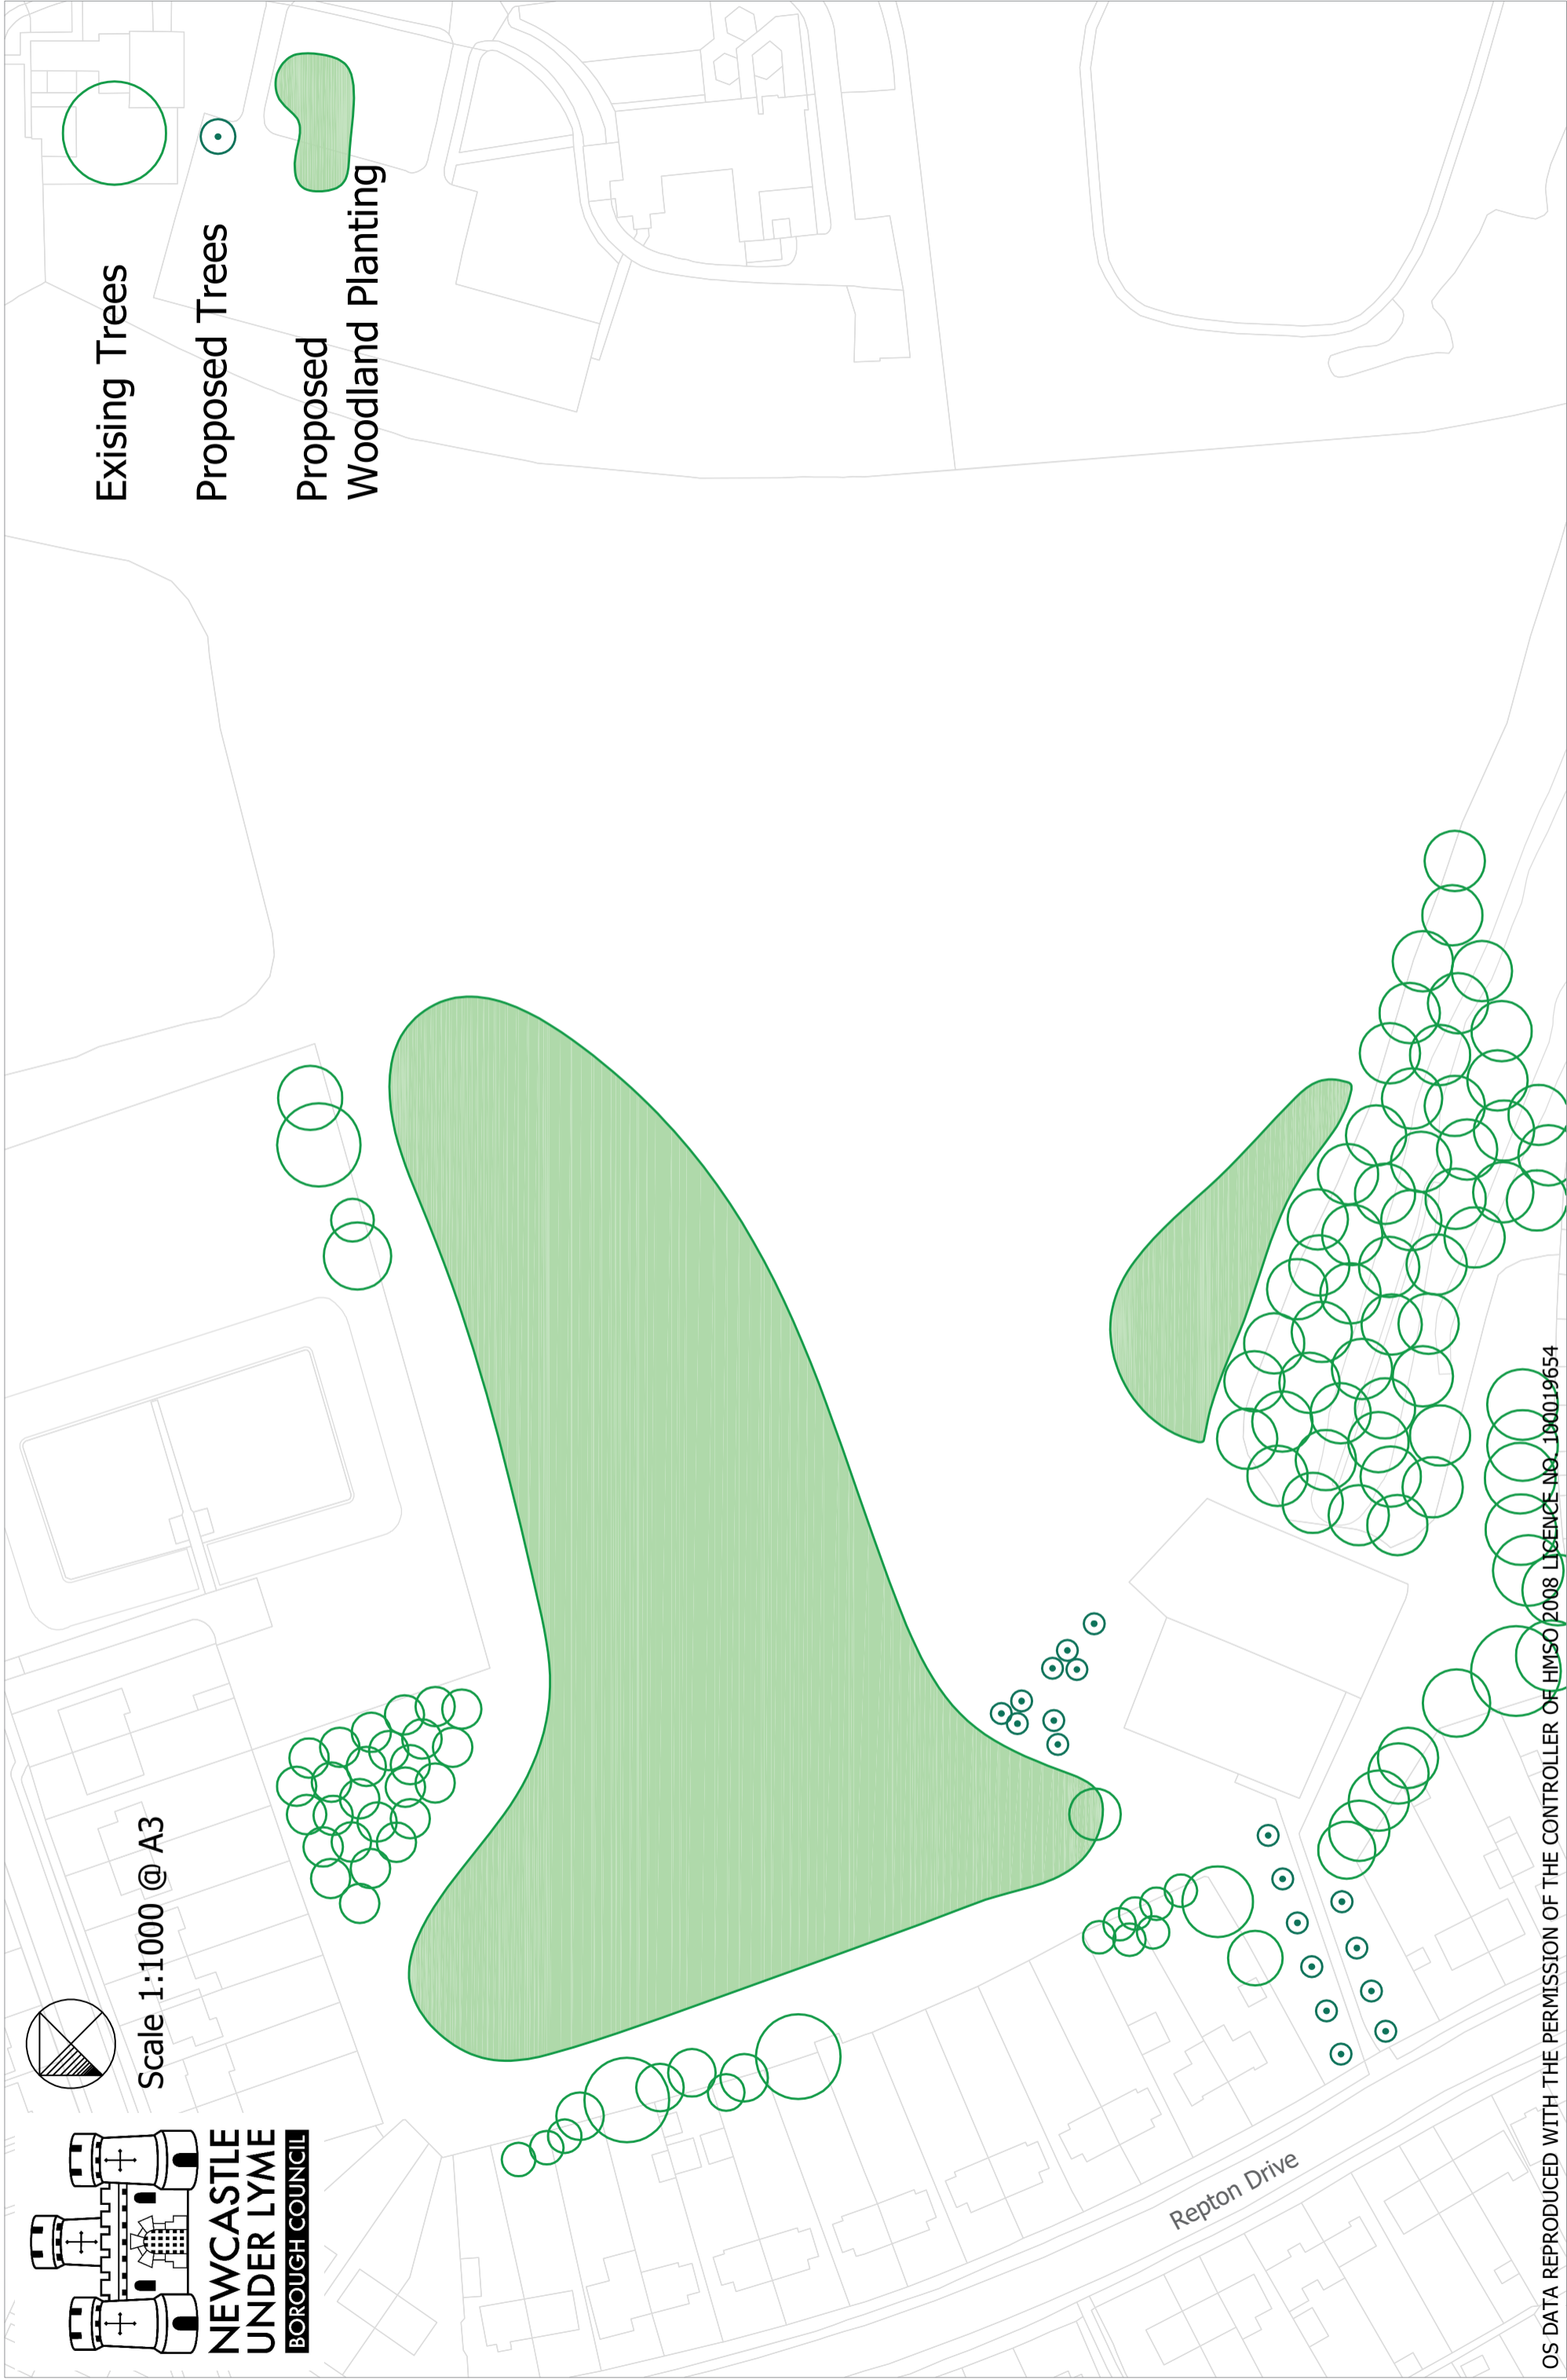 NEWCASTLE
UNDER LYME
BOROUGH COUNCIL
Scale 1:1000 @ A3
Exising Trees
Proposed Trees
Proposed
Woodland Planting
Repton Drive
OS DATA REPRODUCED WITH THE PERMISSION OF THE CONTROLLER OF HMSO 2008 LICENCE NO. 100019654